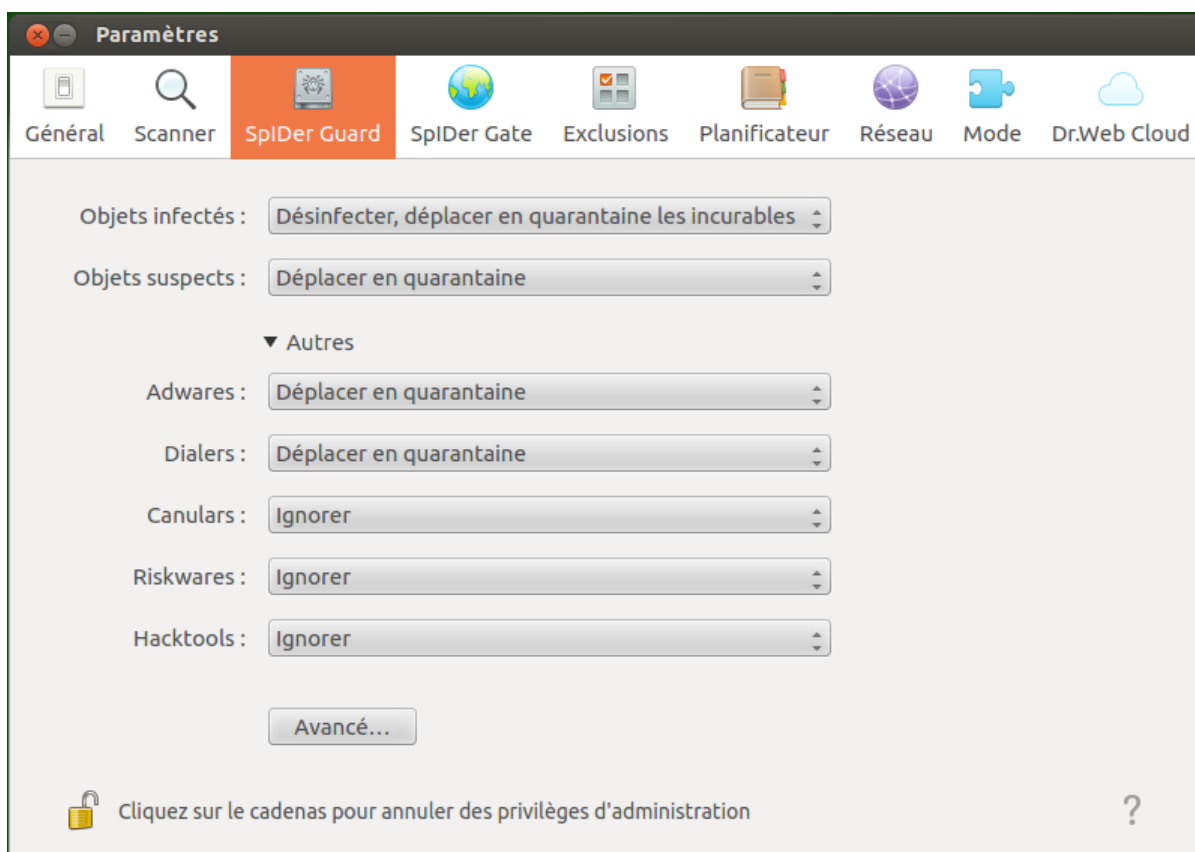 Paramètres
Général Scanner SpIDer Guard SpIDer Gate Exclusions Planificateur Réseau Mode Dr.Web Cloud
Objets infectés : Désinfecter, déplacer en quarantaine les incurables
Objets suspects : Déplacer en quarantaine
Autres
Adwares : Déplacer en quarantaine
Dialers : Déplacer en quarantaine
Canulars : Ignorer
Riskwares : Ignorer
Hacktools : Ignorer
Avancé...
Cliquez sur le cadenas pour annuler des privilèges d'administration ?